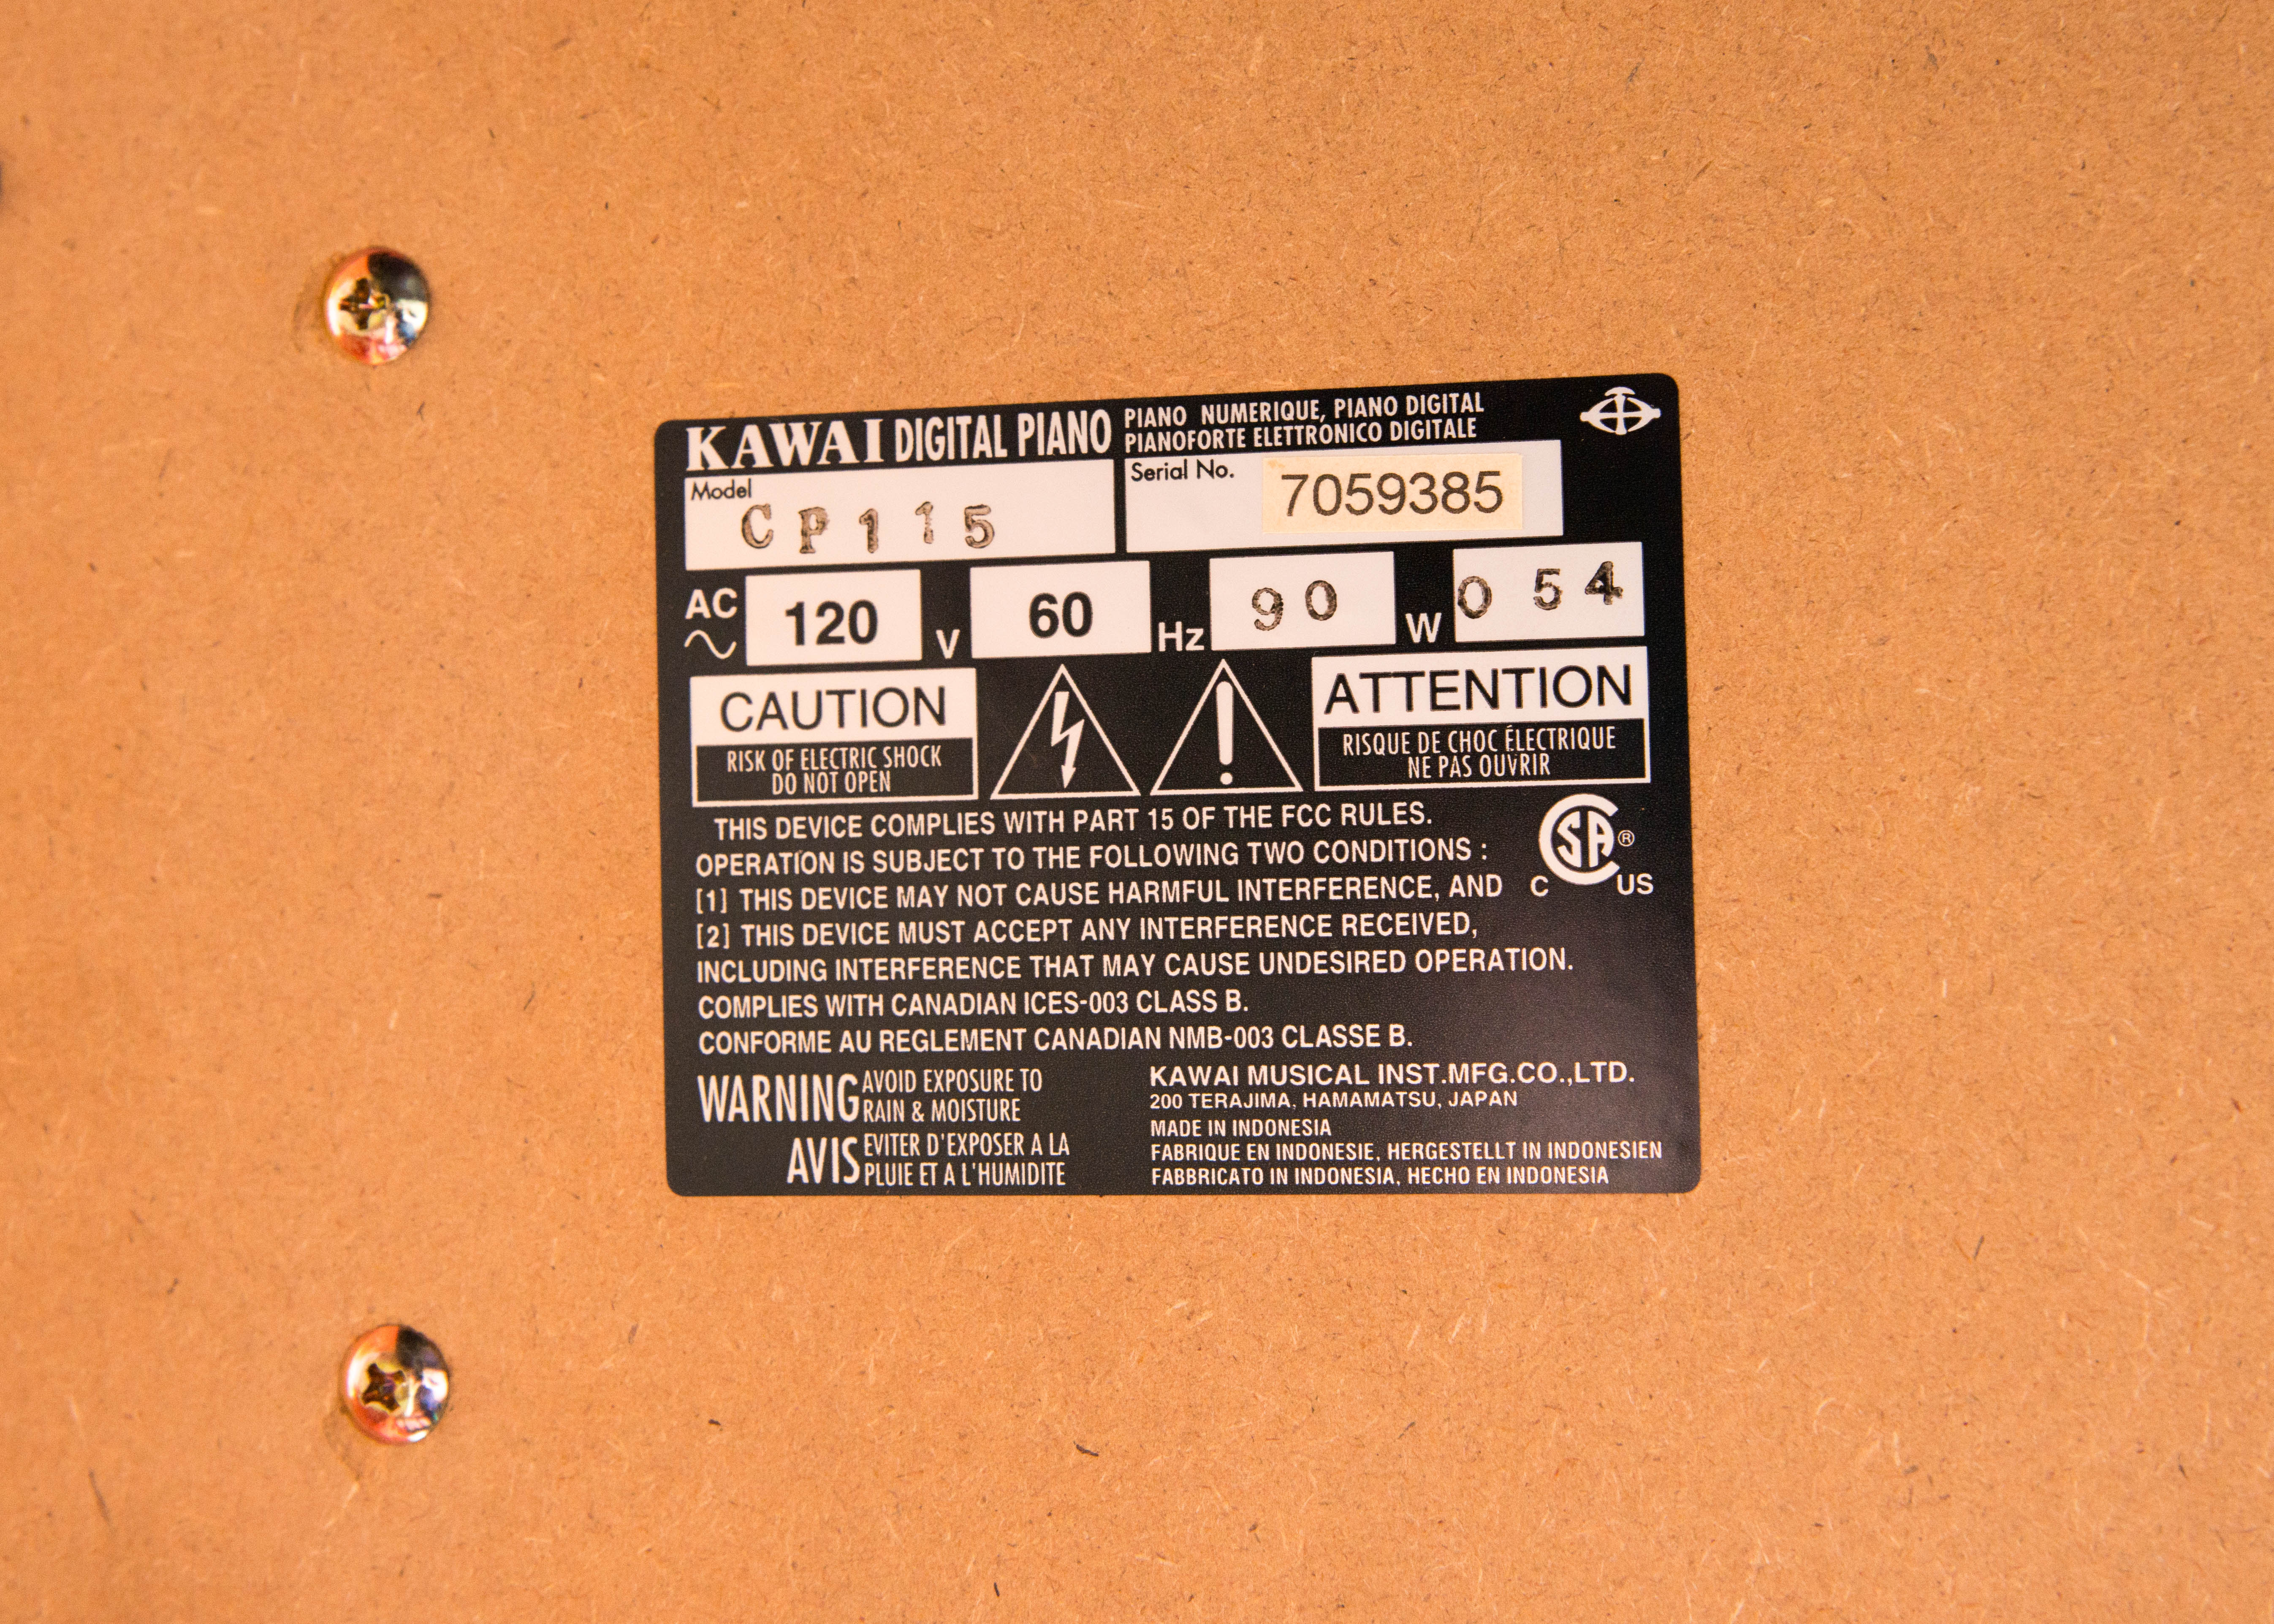 KAWAI DIGITAL PIANO PIANO NUMERIQUE, PIANO DIGITAL
PIANOFORTE ELETTRONICO DIGITALE
Model CP115
Serial No. 7059385
AC 120 V 60 Hz 90 W 054
CAUTION
RISK OF ELECTRIC SHOCK
DO NOT OPEN
ATTENTION
RISQUE DE CHOC ÉLECTRIQUE
NE PAS OUVRIR
THIS DEVICE COMPLIES WITH PART 15 OF THE FCC RULES.
OPERATION IS SUBJECT TO THE FOLLOWING TWO CONDITIONS :
[1] THIS DEVICE MAY NOT CAUSE HARMFUL INTERFERENCE, AND
[2] THIS DEVICE MUST ACCEPT ANY INTERFERENCE RECEIVED,
INCLUDING INTERFERENCE THAT MAY CAUSE UNDESIRED OPERATION.
COMPLIES WITH CANADIAN ICES-003 CLASS B.
CONFORME AU REGLEMENT CANADIAN NMB-003 CLASSE B.
C SA® US
WARNING AVOID EXPOSURE TO
RAIN & MOISTURE
AVIS EVITER D'EXPOSER A LA
PLUIE ET A L'HUMIDITE
KAWAI MUSICAL INST.MFG.CO.,LTD.
200 TERAJIMA, HAMAMATSU, JAPAN
MADE IN INDONESIA
FABRIQUE EN INDONESIE, HERGESTELLT IN INDONESIEN
FABBRICATO IN INDONESIA, HECHO EN INDONESIA